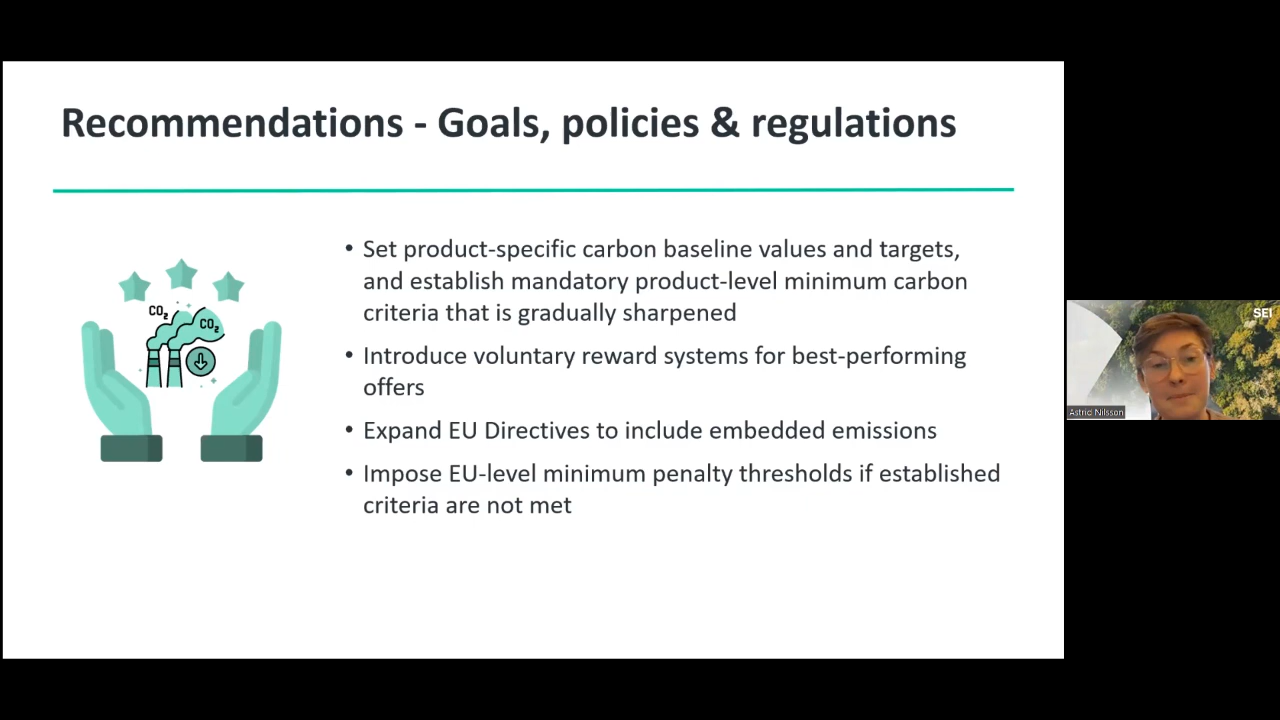 Recommendations - Goals, policies & regulations
• Set product-specific carbon baseline values and targets,
and establish mandatory product-level minimum carbon
criteria that is gradually sharpened
• Introduce voluntary reward systems for best-performing
offers
• Expand EU Directives to include embedded emissions
• Impose EU-level minimum penalty thresholds if established
criteria are not met
CO₂
CO₂
SEI
Astrid Nilsson